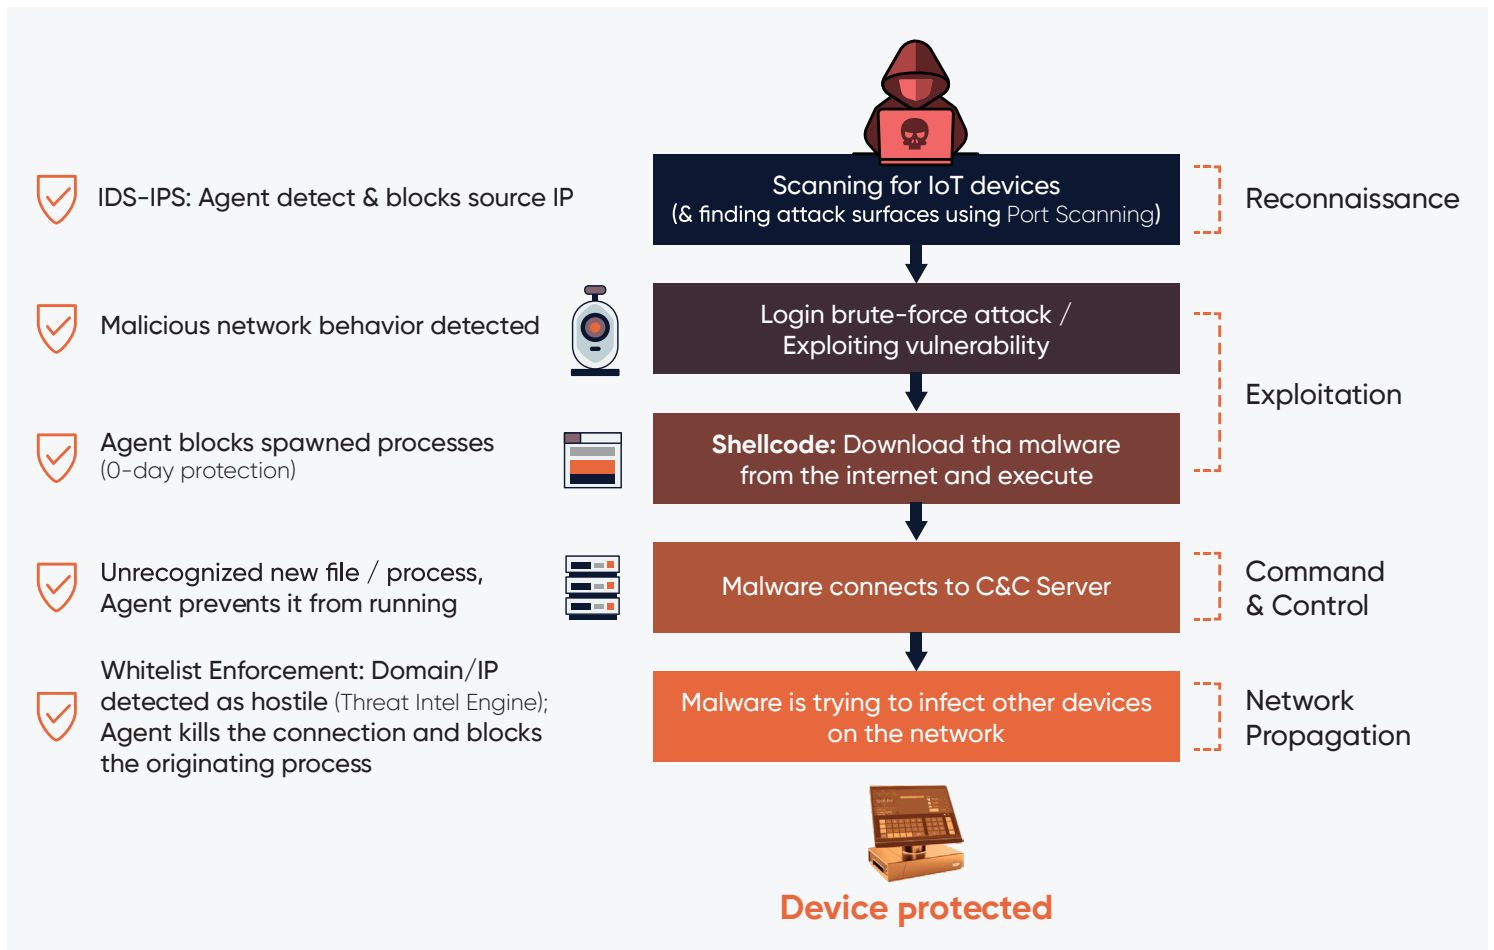 IDS-IPS: Agent detect & blocks source IP
Scanning for IoT devices
(& finding attack surfaces using Port Scanning)
Reconnaissance
Malicious network behavior detected
Login brute-force attack /
Exploiting vulnerability
Exploitation
Agent blocks spawned processes
(0-day protection)
Shellcode: Download tha malware
from the internet and execute
Unrecognized new file / process,
Agent prevents it from running
Malware connects to C&C Server
Command
& Control
Whitelist Enforcement: Domain/IP
detected as hostile (Threat Intel Engine);
Agent kills the connection and blocks
the originating process
Malware is trying to infect other devices
on the network
Network
Propagation
Device protected